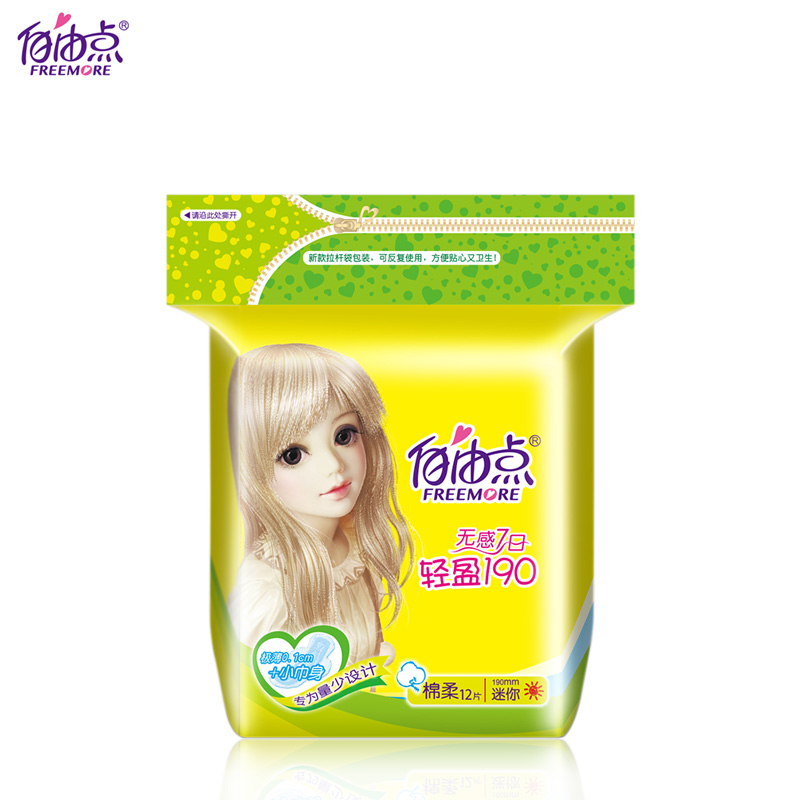 自由点®
FREEMORE
◀请沿此处撕开
新款拉杆袋包装，可反复使用，方便贴心又卫生！
自由点®
FREEMORE
无感7日
轻盈190
极薄0.1cm
+小巾身
专为量少设计
棉柔12片
190mm
迷你